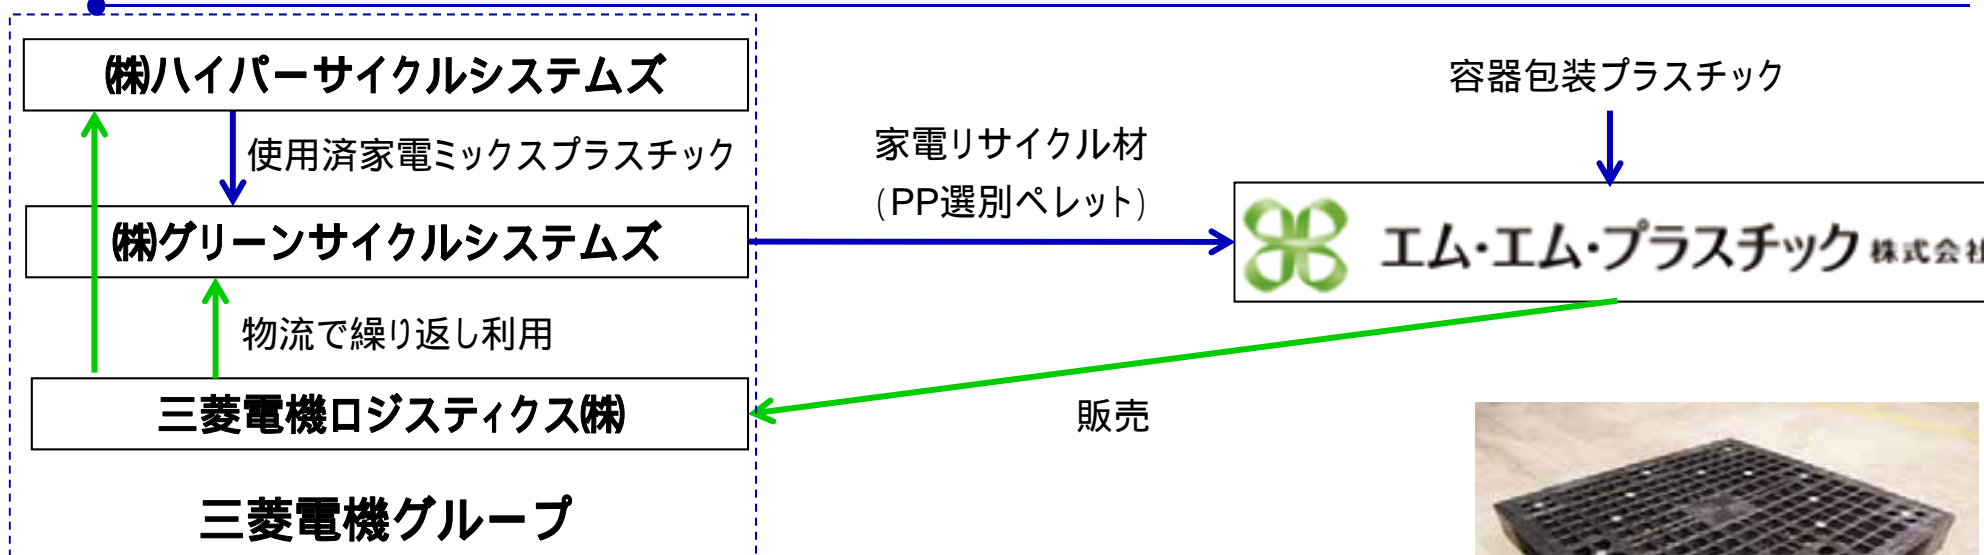 ㈱ハイパーサイクルシステムズ
使用済家電ミックスプラスチック
㈱グリーンサイクルシステムズ
物流で繰り返し利用
三菱電機ロジスティクス㈱
三菱電機グループ
家電リサイクル材
(PP選別ペレット)
容器包装プラスチック
エム・エム・プラスチック 株式会社
販売